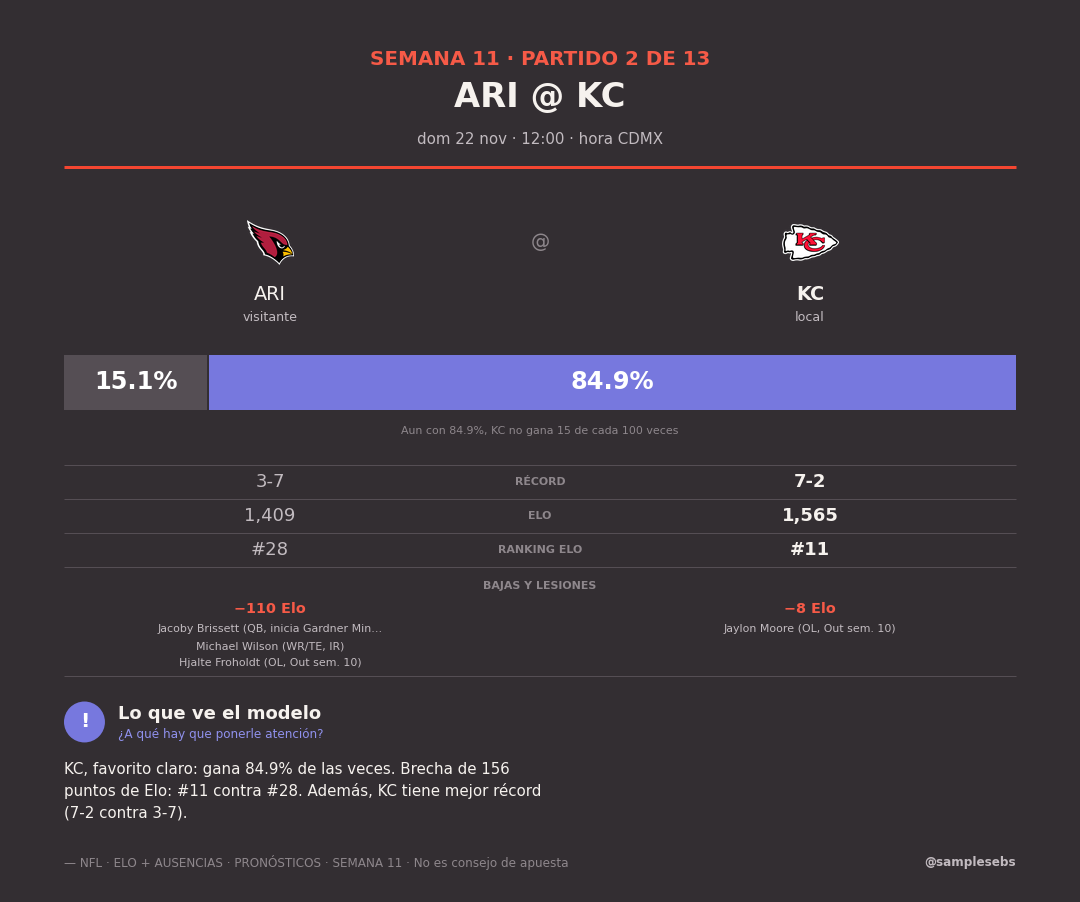 SEMANA 11 · PARTIDO 2 DE 13
ARI @ KC
dom 22 nov · 12:00 · hora CDMX
@
KC
ARI
KC
visitante
local
15.1%
84.9%
Aun con 84.9%, KC no gana 15 de cada 100 veces
3-7 RÉCORD 7-2
1,409 ELO 1,565
#28 RANKING ELO #11
BAJAS Y LESIONES
−110 Elo
Jacoby Brissett (QB, inicia Gardner Min...
Michael Wilson (WR/TE, IR)
Hjalte Froholdt (OL, Out sem. 10)
−8 Elo
Jaylon Moore (OL, Out sem. 10)
! Lo que ve el modelo
¿A qué hay que ponerle atención?
KC, favorito claro: gana 84.9% de las veces. Brecha de 156
puntos de Elo: #11 contra #28. Además, KC tiene mejor récord
(7-2 contra 3-7).
— NFL · ELO + AUSENCIAS · PRONÓSTICOS · SEMANA 11 · No es consejo de apuesta
@samplesebs